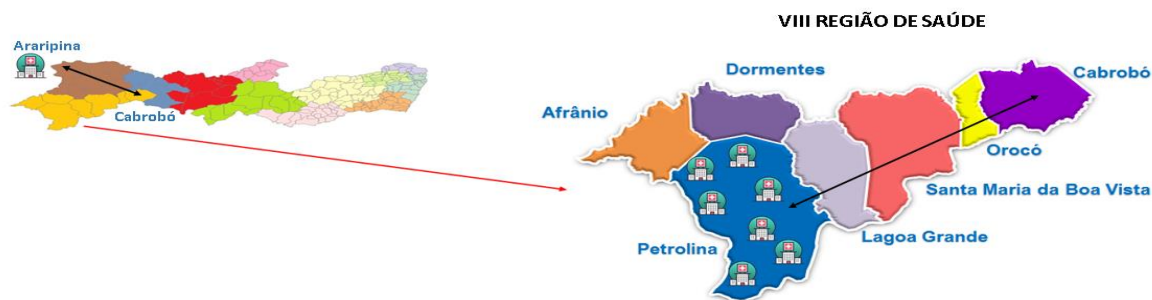 VIII REGIÃO DE SAÚDE
Araripina
Cabrobó
Dormentes
Cabrobó
Afrânio
Orocó
Santa Maria da Boa Vista
Petrolina
Lagoa Grande